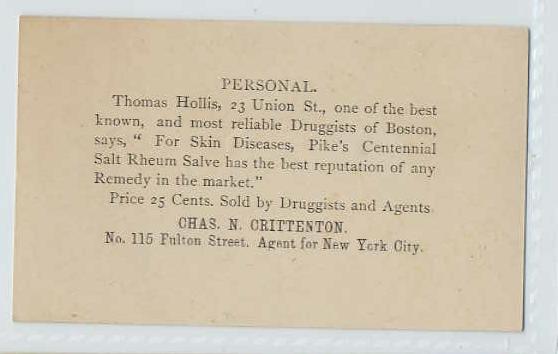 PERSONAL.
Thomas Hollis, 23 Union St., one of the best
known, and most reliable Druggists of Boston,
says, " For Skin Diseases, Pike's Centennial
Salt Rheum Salve has the best reputation of any
Remedy in the market."
Price 25 Cents. Sold by Druggists and Agents.
CHAS. N. CRITTENTON.
No. 115 Fulton Street. Agent for New York City.